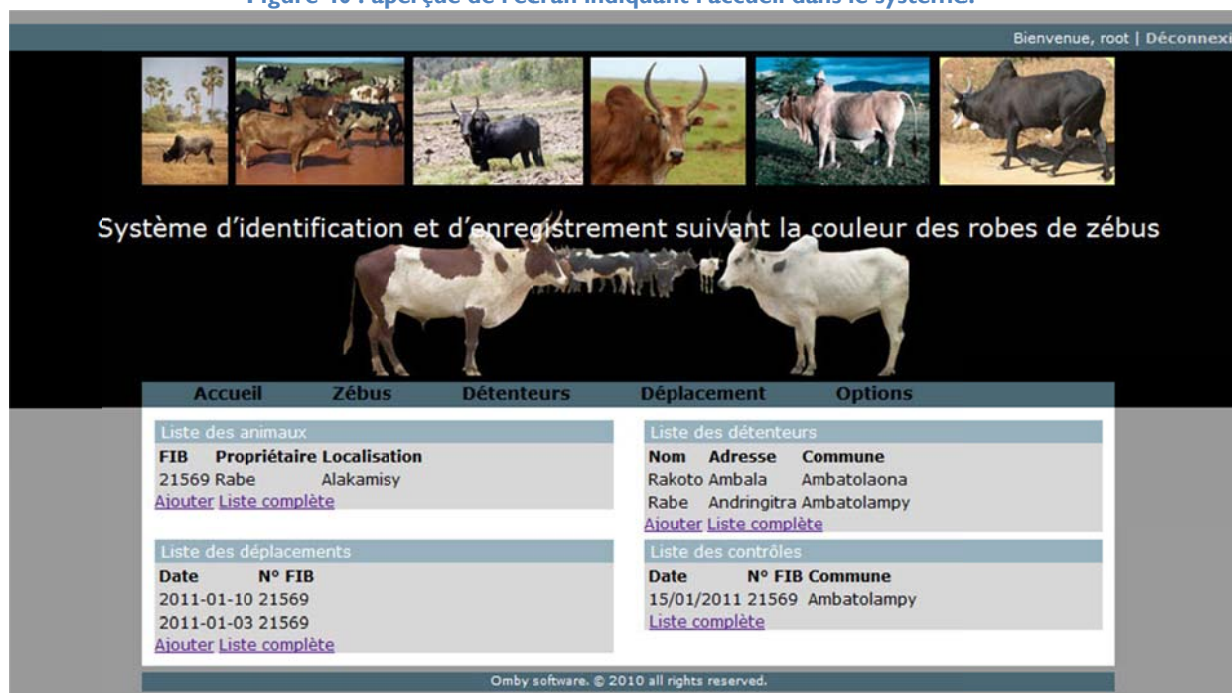 Bienvenue, root | Déconnexi
Système d'identification et d'enregistrement suivant la couleur des robes de zébus
Accueil Zébus Détenteurs Déplacement Options
Liste des animaux
FIB Propriétaire Localisation
21569 Rabe Alakamisy
Ajouter Liste complète
Liste des détenteurs
Nom Adresse Commune
Rakoto Ambala Ambatolaona
Rabe Andringitra Ambatolampy
Ajouter Liste complète
Liste des déplacements
Date N° FIB
2011-01-10 21569
2011-01-03 21569
Ajouter Liste complète
Liste des contrôles
Date N° FIB Commune
15/01/2011 21569 Ambatolampy
Liste complète
Omby software. © 2010 all rights reserved.